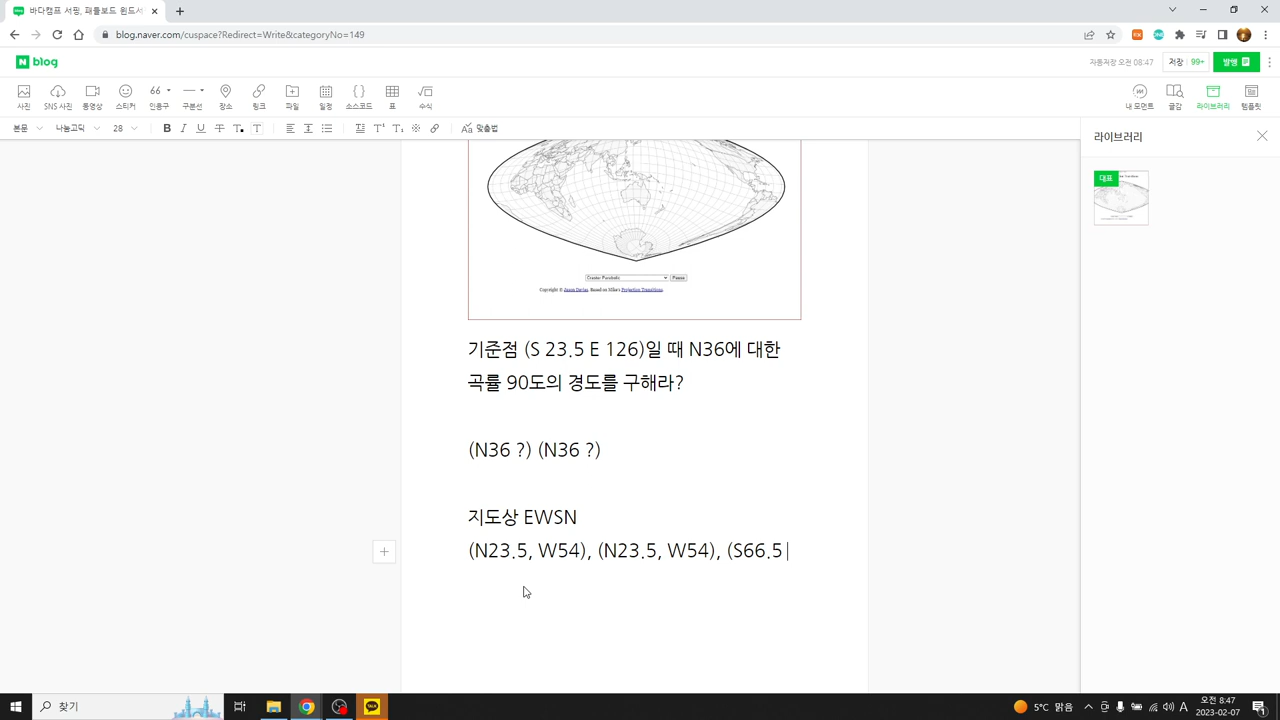 바다캠프 서핑, 패들보드 윈드서
blog.naver.com/cuspace?Redirect=Write&categoryNo=149
N blog
자동저장 오전 08:47
저장 99+
발행
사진
SNS 사진
동영상
스티커
인용구
구분선
장소
링크
파일
일정
소스코드
표
수식
내 모먼트
글감
라이브러리
템플릿
본문
나눔고딕
28
맞춤법
라이브러리
대표
Craster Parabolic
Pause
Copyright © Jason Davies. Based on Mike's Projection Transitions.
기준점 (S 23.5 E 126)일 때 N36에 대한
곡률 90도의 경도를 구해라?
(N36 ?) (N36 ?)
지도상 EWSN
(N23.5, W54), (N23.5, W54), (S66.5
찾기
TALK
5°C 맑음
A
오전 8:47
2023-02-07